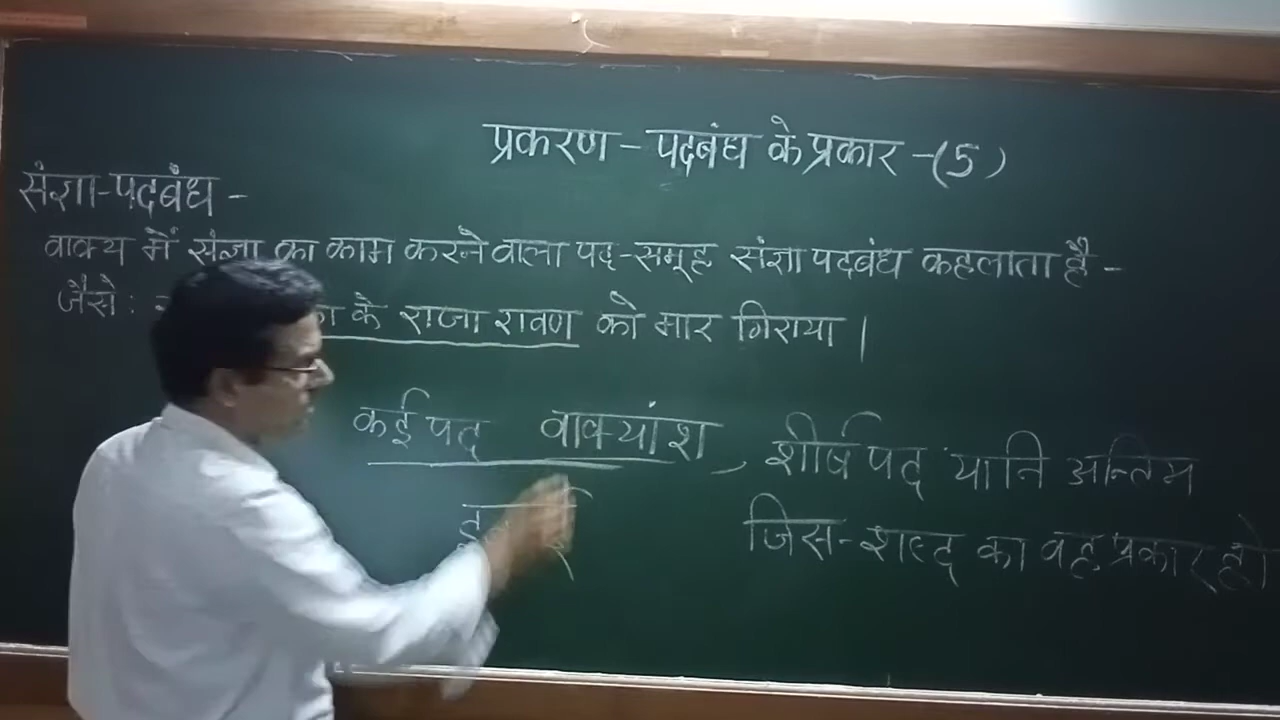 प्रकरण - पदबंध के प्रकार -(5)
संज्ञा-पदबंध -
वाक्य में संज्ञा का काम करने वाला पद-समूह संज्ञा पदबंध कहलाता है -
जैसे: के राजा रावण को मार गिराया |
कई पद वाक्यांश, शीर्ष पद यानि अन्तिम
जिस-शब्द का वह प्रकार हो